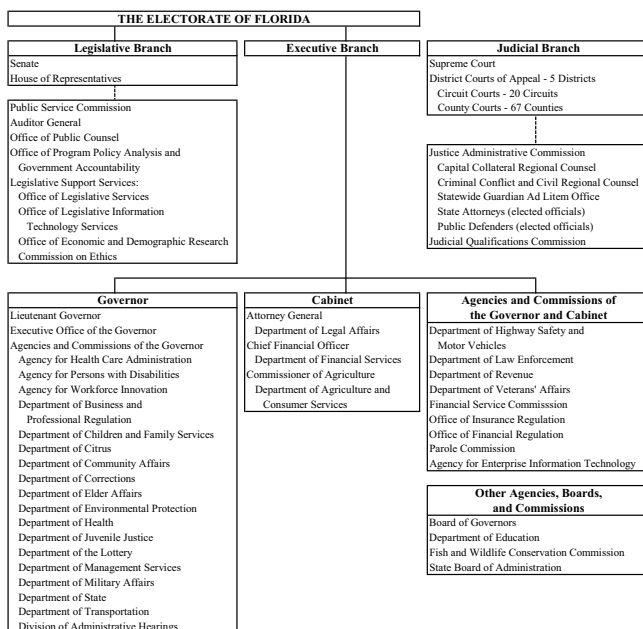 THE ELECTORATE OF FLORIDA
Legislative Branch
Senate
House of Representatives
Public Service Commission
Auditor General
Office of Public Counsel
Office of Program Policy Analysis and
Government Accountability
Legislative Support Services:
Office of Legislative Services
Office of Legislative Information
Technology Services
Office of Economic and Demographic Research
Commission on Ethics
Executive Branch
Judicial Branch
Supreme Court
District Courts of Appeal - 5 Districts
Circuit Courts - 20 Circuits
County Courts - 67 Counties
Justice Administrative Commission
Capital Collateral Regional Counsel
Criminal Conflict and Civil Regional Counsel
Statewide Guardian Ad Litem Office
State Attorneys (elected officials)
Public Defenders (elected officials)
Judicial Qualifications Commission
Governor
Lieutenant Governor
Executive Office of the Governor
Agencies and Commissions of the Governor
Agency for Health Care Administration
Agency for Persons with Disabilities
Agency for Workforce Innovation
Department of Business and
Professional Regulation
Department of Children and Family Services
Department of Citrus
Department of Community Affairs
Department of Corrections
Department of Elder Affairs
Department of Environmental Protection
Department of Health
Department of Juvenile Justice
Department of the Lottery
Department of Management Services
Department of Military Affairs
Department of State
Department of Transportation
Division of Administrative Hearings
Cabinet
Attorney General
Department of Legal Affairs
Chief Financial Officer
Department of Financial Services
Commissioner of Agriculture
Department of Agriculture and
Consumer Services
Agencies and Commissions of
the Governor and Cabinet
Department of Highway Safety and
Motor Vehicles
Department of Law Enforcement
Department of Revenue
Department of Veterans' Affairs
Financial Service Commisssion
Office of Insurance Regulation
Office of Financial Regulation
Parole Commission
Agency for Enterprise Information Technology
Other Agencies, Boards,
and Commissions
Board of Governors
Department of Education
Fish and Wildlife Conservation Commission
State Board of Administration